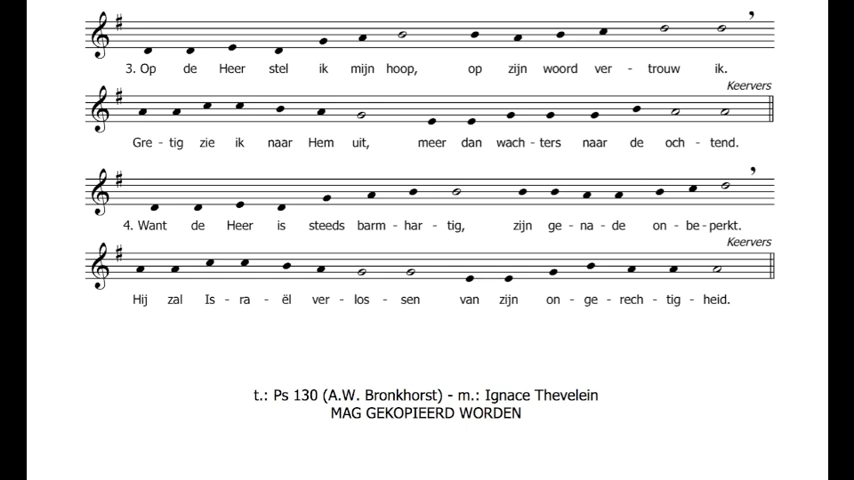 3. Op de Heer stel ik mijn hoop, op zijn woord ver - trouw ik.
Keervers
Gre - tig zie ik naar Hem uit, meer dan wach - ters naar de och - tend.
4. Want de Heer is steeds barm - har - tig, zijn ge - na - de on - be - perkt.
Keervers
Hij zal Is - ra - ël ver - los - sen van zijn on - ge - rech - tig - heid.
t.: Ps 130 (A.W. Bronkhorst) - m.: Ignace Thevelein
MAG GEKOPIEERD WORDEN